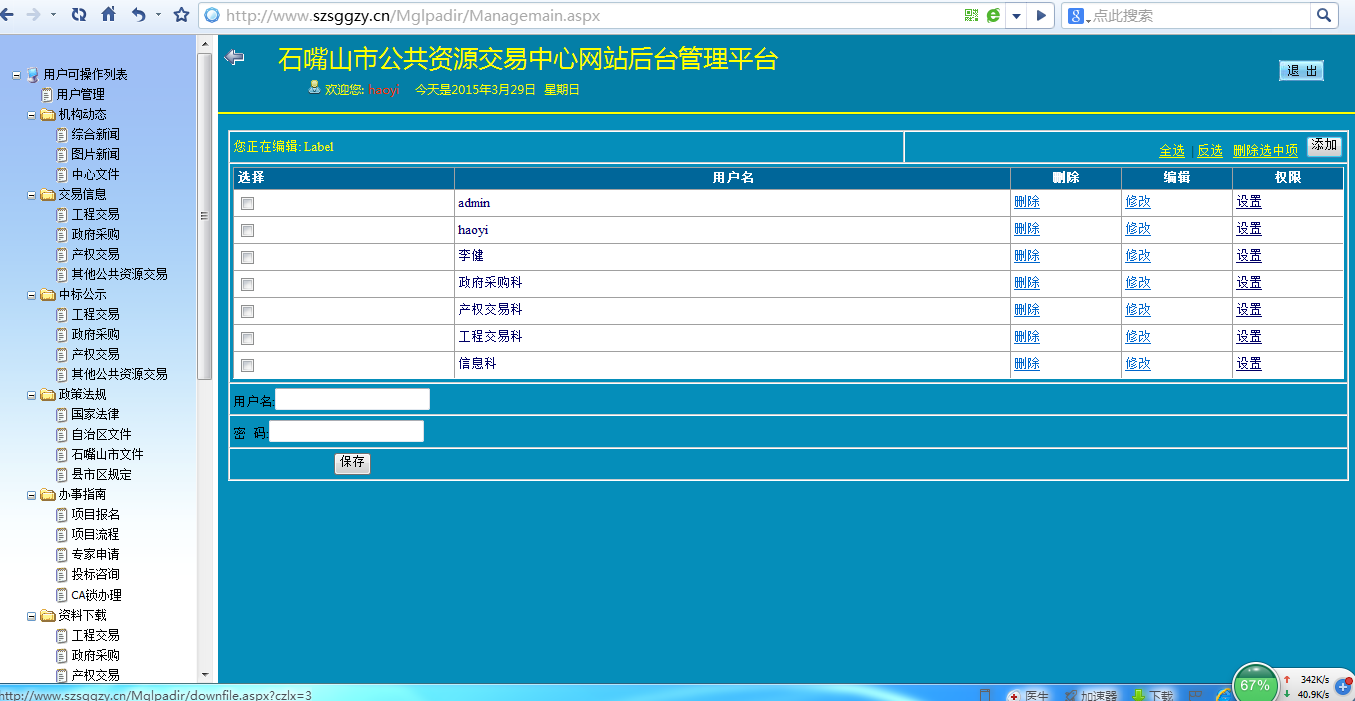 http://www.szsggzy.cn/Mglpadir/Managemain.aspx
点此搜索
用户可操作列表
用户管理
机构动态
综合新闻
图片新闻
中心文件
交易信息
工程交易
政府采购
产权交易
其他公共资源交易
中标公示
工程交易
政府采购
产权交易
其他公共资源交易
政策法规
国家法律
自治区文件
石嘴山市文件
县市区规定
办事指南
项目报名
项目流程
专家申请
投标咨询
CA锁办理
资料下载
工程交易
政府采购
产权交易
石嘴山市公共资源交易中心网站后台管理平台
欢迎您: haoyi 今天是2015年3月29日 星期日
退 出
您正在编辑: Label
全选 | 反选 删除选中项 添加
选择 用户名 删除 编辑 权限
admin 删除 修改 设置
haoyi 删除 修改 设置
李健 删除 修改 设置
政府采购科 删除 修改 设置
产权交易科 删除 修改 设置
工程交易科 删除 修改 设置
信息科 删除 修改 设置
用户名:
密 码:
保存
http://www.szsggzy.cn/Mglpadir/downfile.aspx?czlx=3
医生 加速器 下载
67%
342K/s
40.9K/s